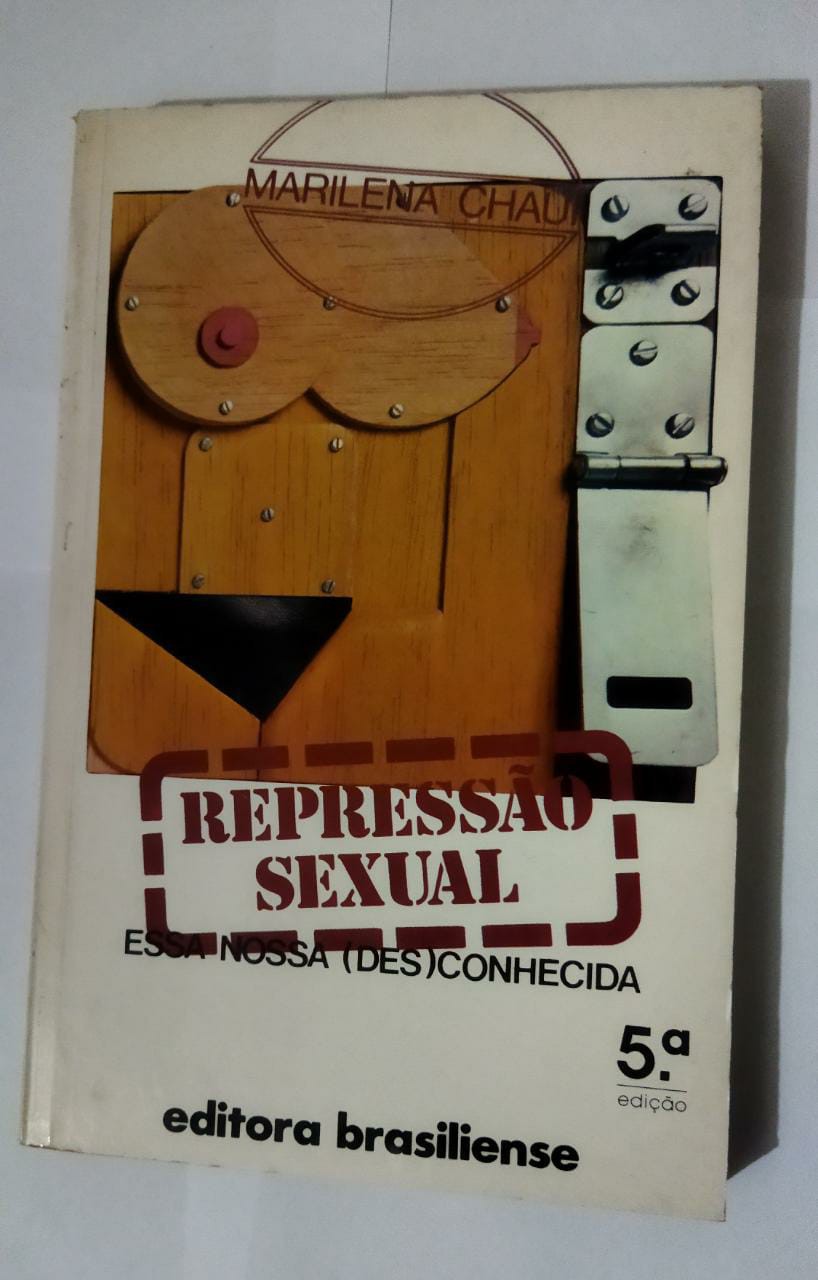 MARILENA CHAUI
REPRESSÃO
SEXUAL
ESSA NOSSA (DES)CONHECIDA
5.ª
edição
editora brasiliense